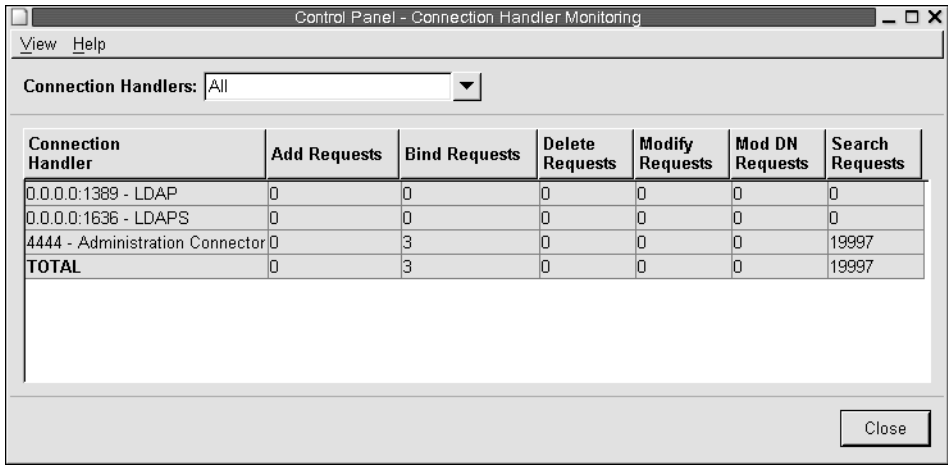 Control Panel - Connection Handler Monitoring
View Help
Connection Handlers: All
Connection Handler Add Requests Bind Requests Delete Requests Modify Requests Mod DN Requests Search Requests
0.0.0.0:1389 - LDAP 0 0 0 0 0 0
0.0.0.0:1636 - LDAPS 0 0 0 0 0 0
4444 - Administration Connector 0 3 0 0 0 19997
TOTAL 0 3 0 0 0 19997
Close